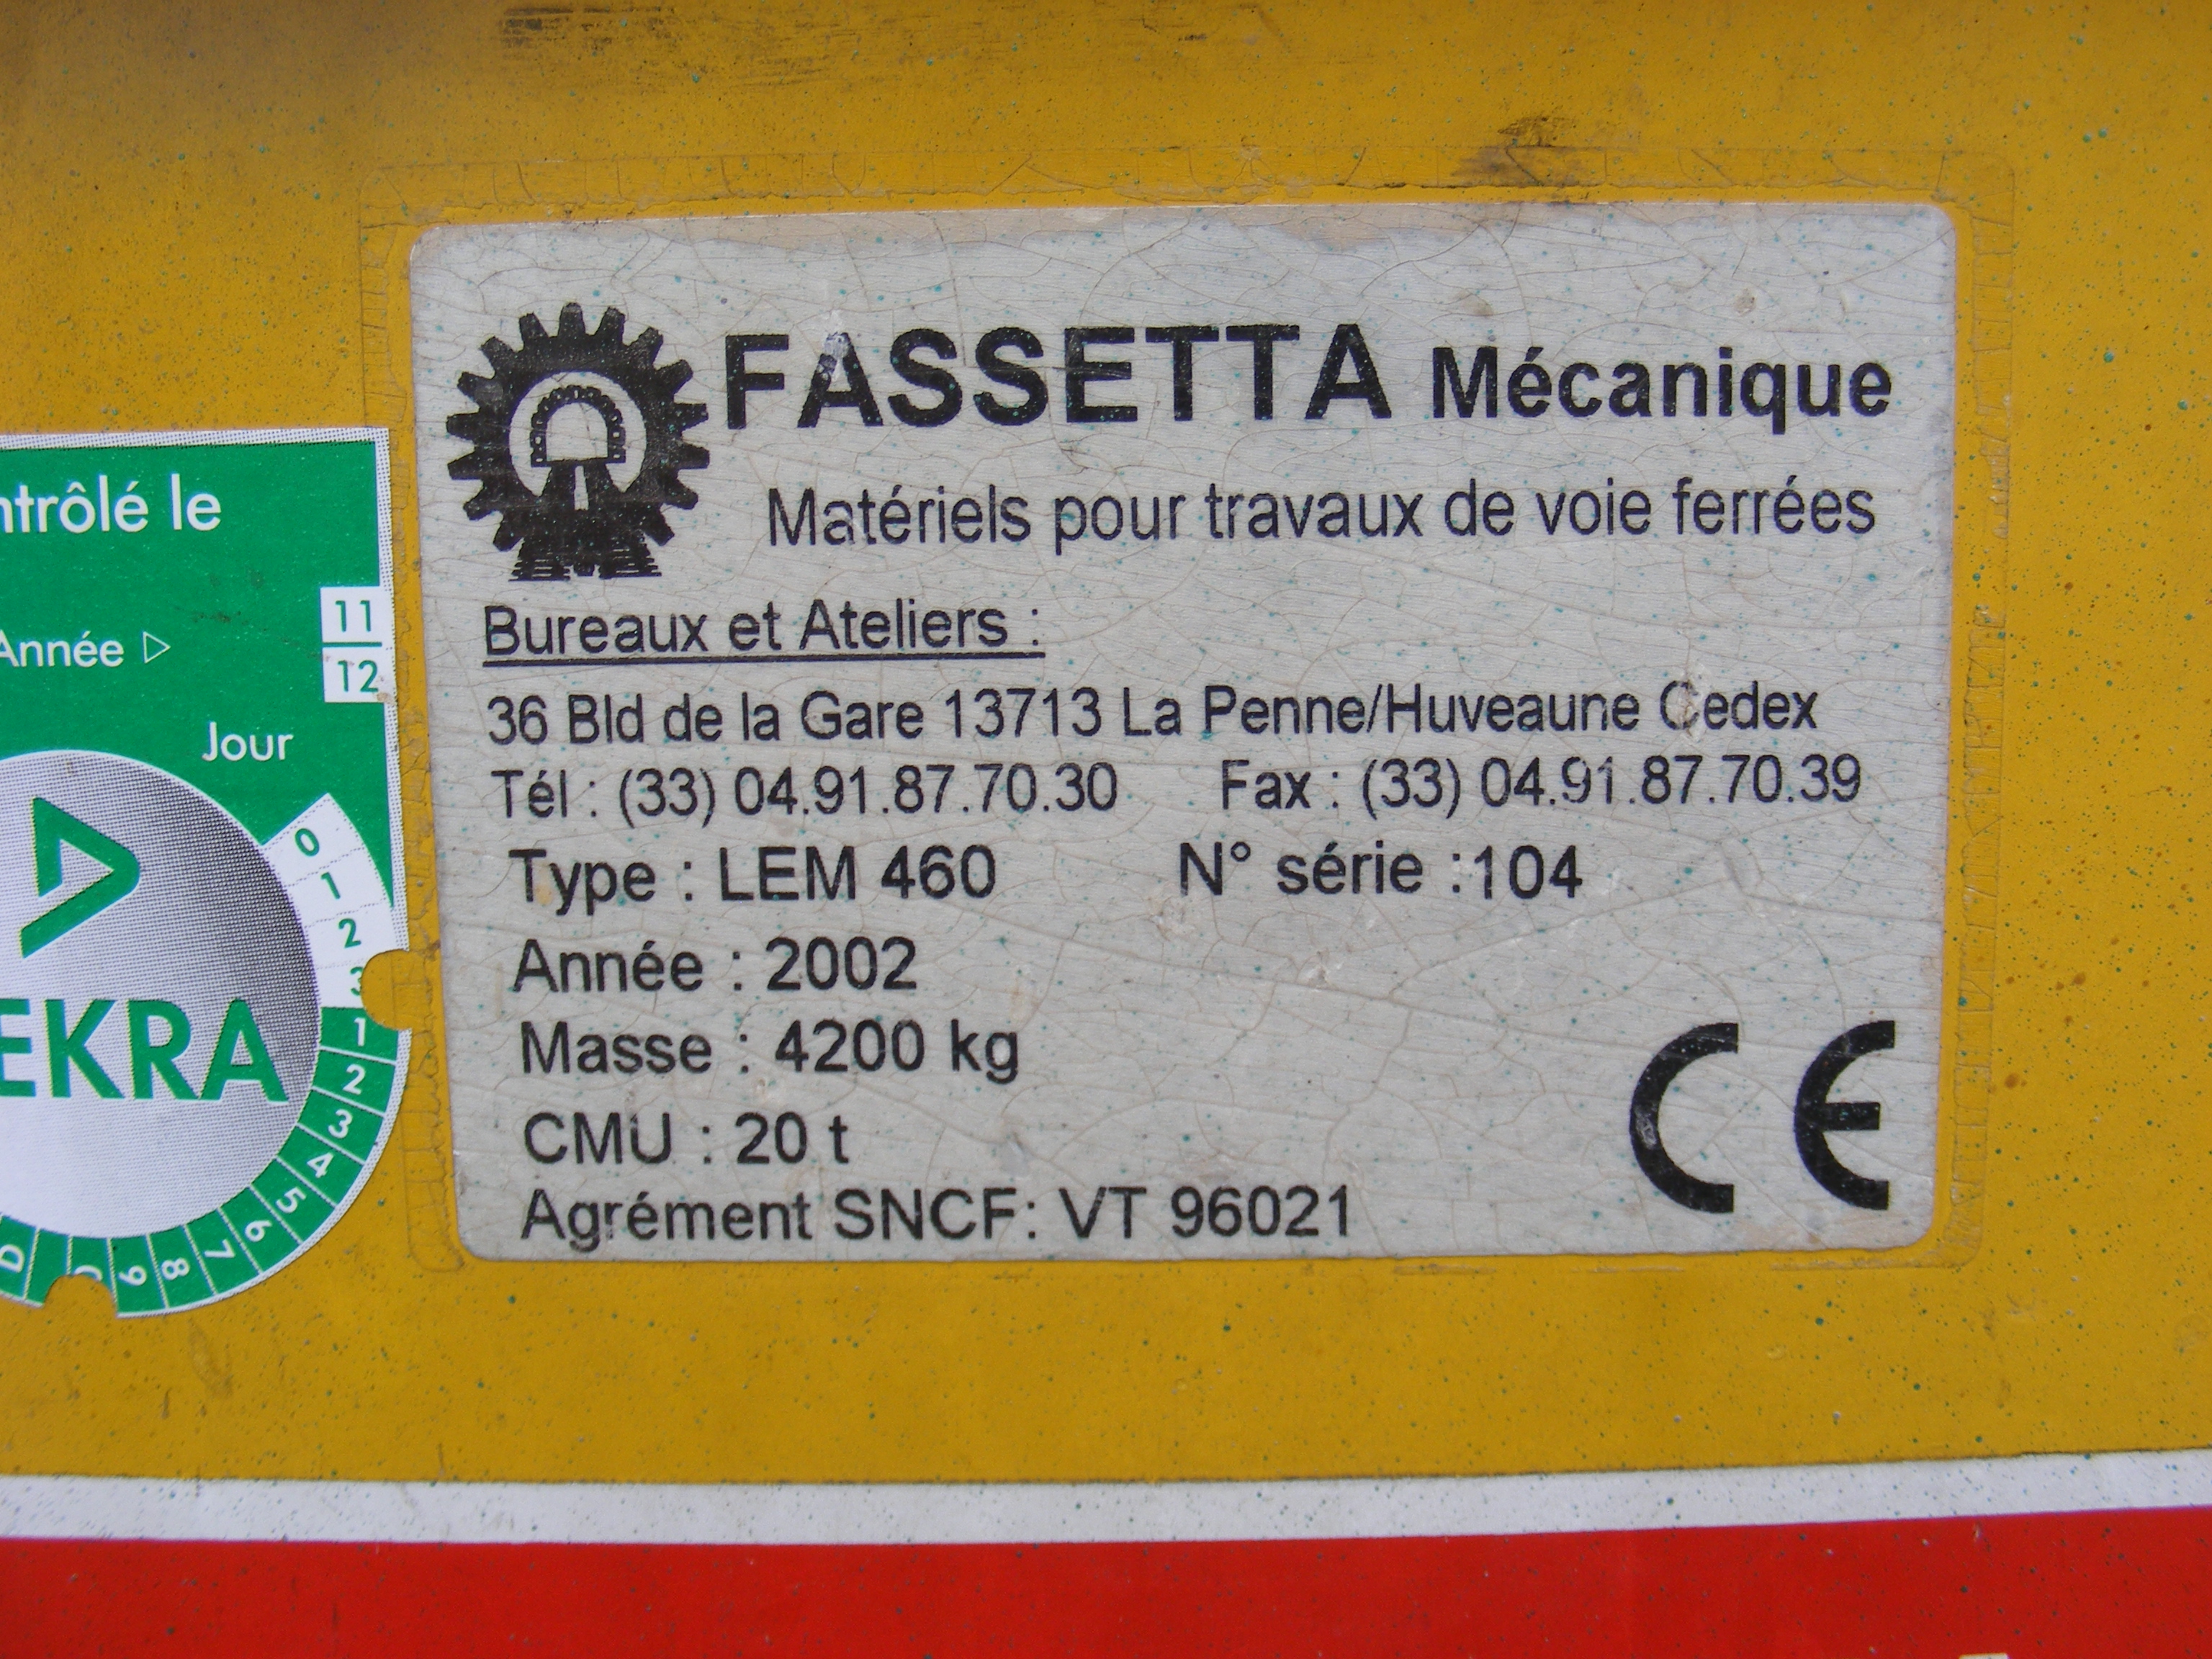 FASSETTA Mécanique
Matériels pour travaux de voie ferrées
Bureaux et Ateliers :
36 Bld de la Gare 13713 La Penne/Huveaune Cedex
Tél : (33) 04.91.87.70.30 Fax : (33) 04.91.87.70.39
Type : LEM 460 N° série :104
Année : 2002
Masse : 4200 kg
CMU : 20 t
Agrément SNCF: VT 96021
CE
ntrôlé le
Année
11
12
Jour
0
1
2
3
EKRA
1
2
3
4
5
6
7
8
9